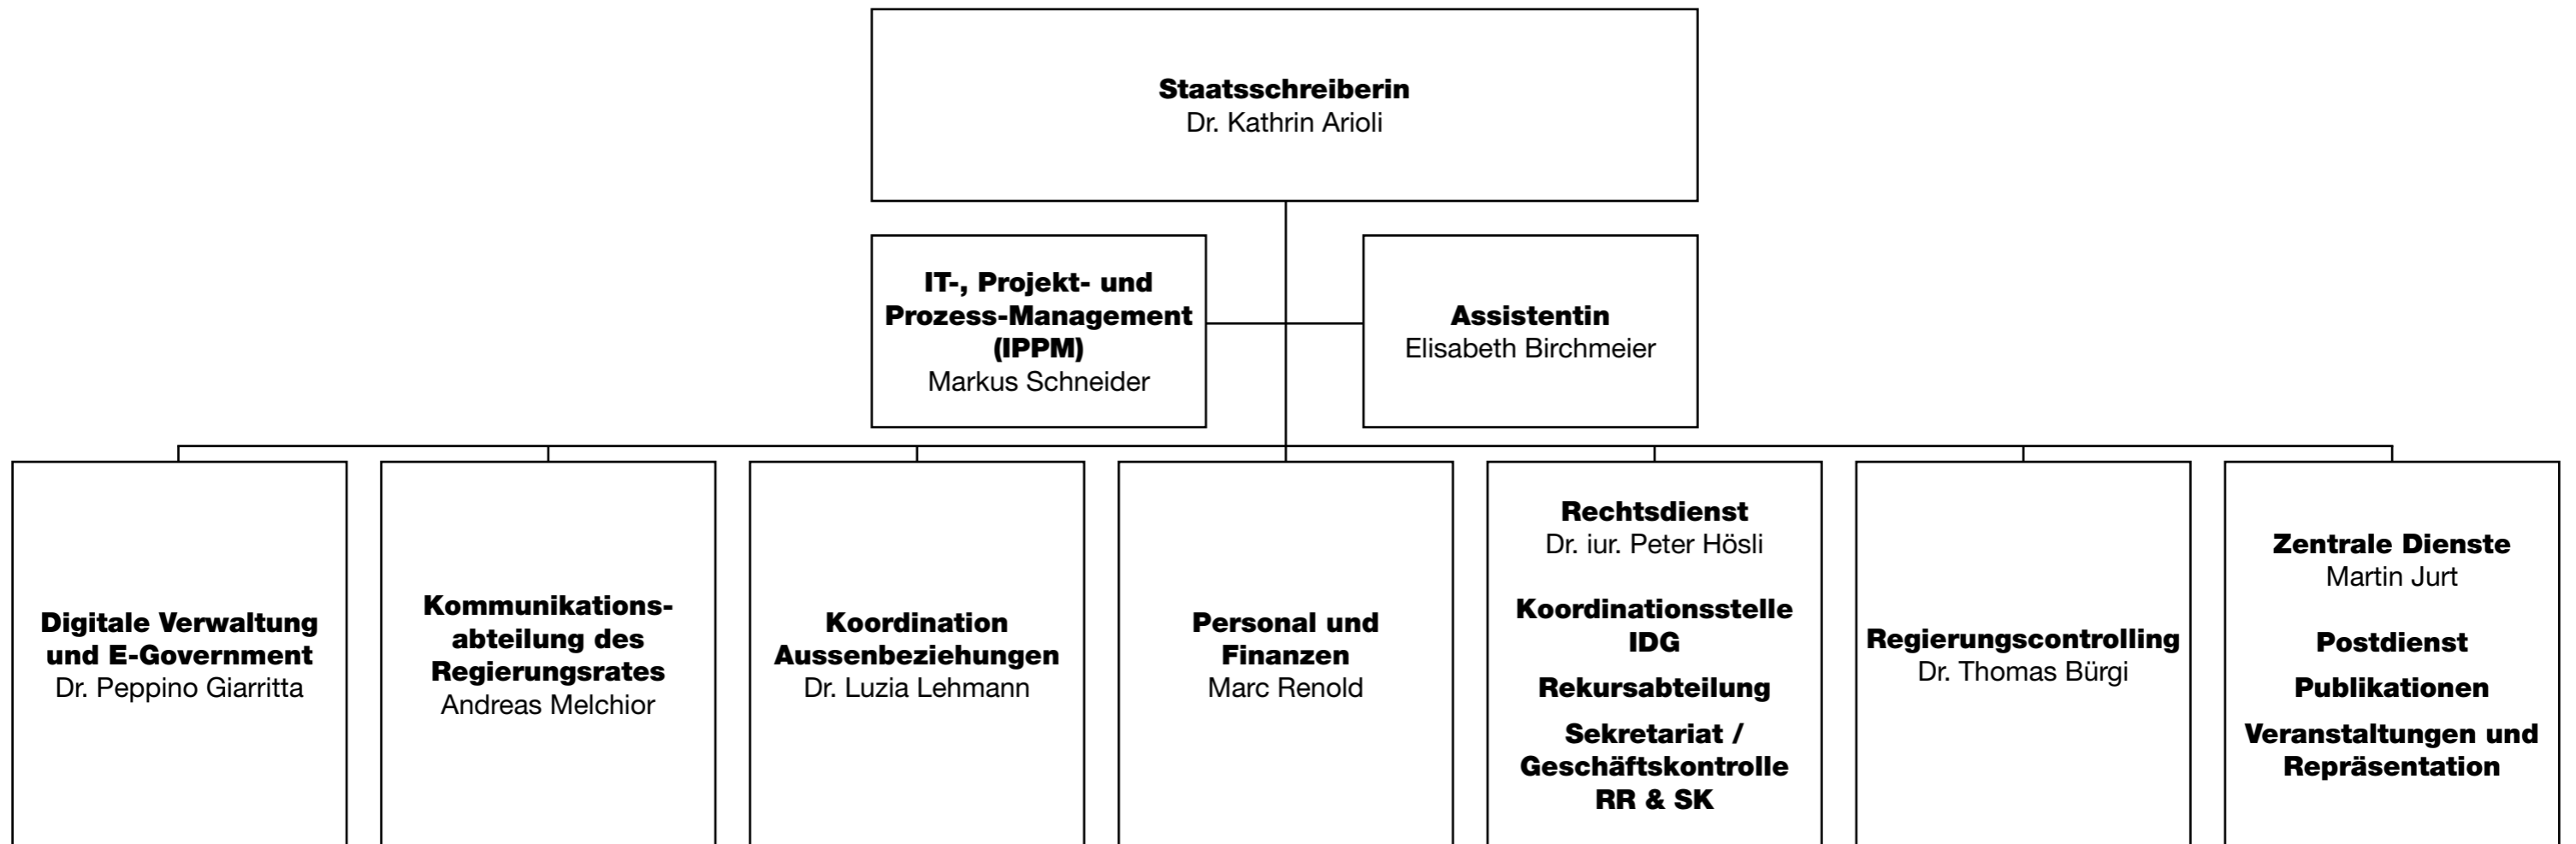 Staatsschreiberin
Dr. Kathrin Arioli
IT-, Projekt- und
Prozess-Management
(IPPM)
Markus Schneider
Assistentin
Elisabeth Birchmeier
Digitale Verwaltung
und E-Government
Dr. Peppino Giarritta
Kommunikations-
abteilung des
Regierungsrates
Andreas Melchior
Koordination
Aussenbeziehungen
Dr. Luzia Lehmann
Personal und
Finanzen
Marc Renold
Rechtsdienst
Dr. iur. Peter Hösli
Koordinationsstelle
IDG
Rekursabteilung
Sekretariat /
Geschäftskontrolle
RR & SK
Regierungscontrolling
Dr. Thomas Bürgi
Zentrale Dienste
Martin Jurt
Postdienst
Publikationen
Veranstaltungen und
Repräsentation